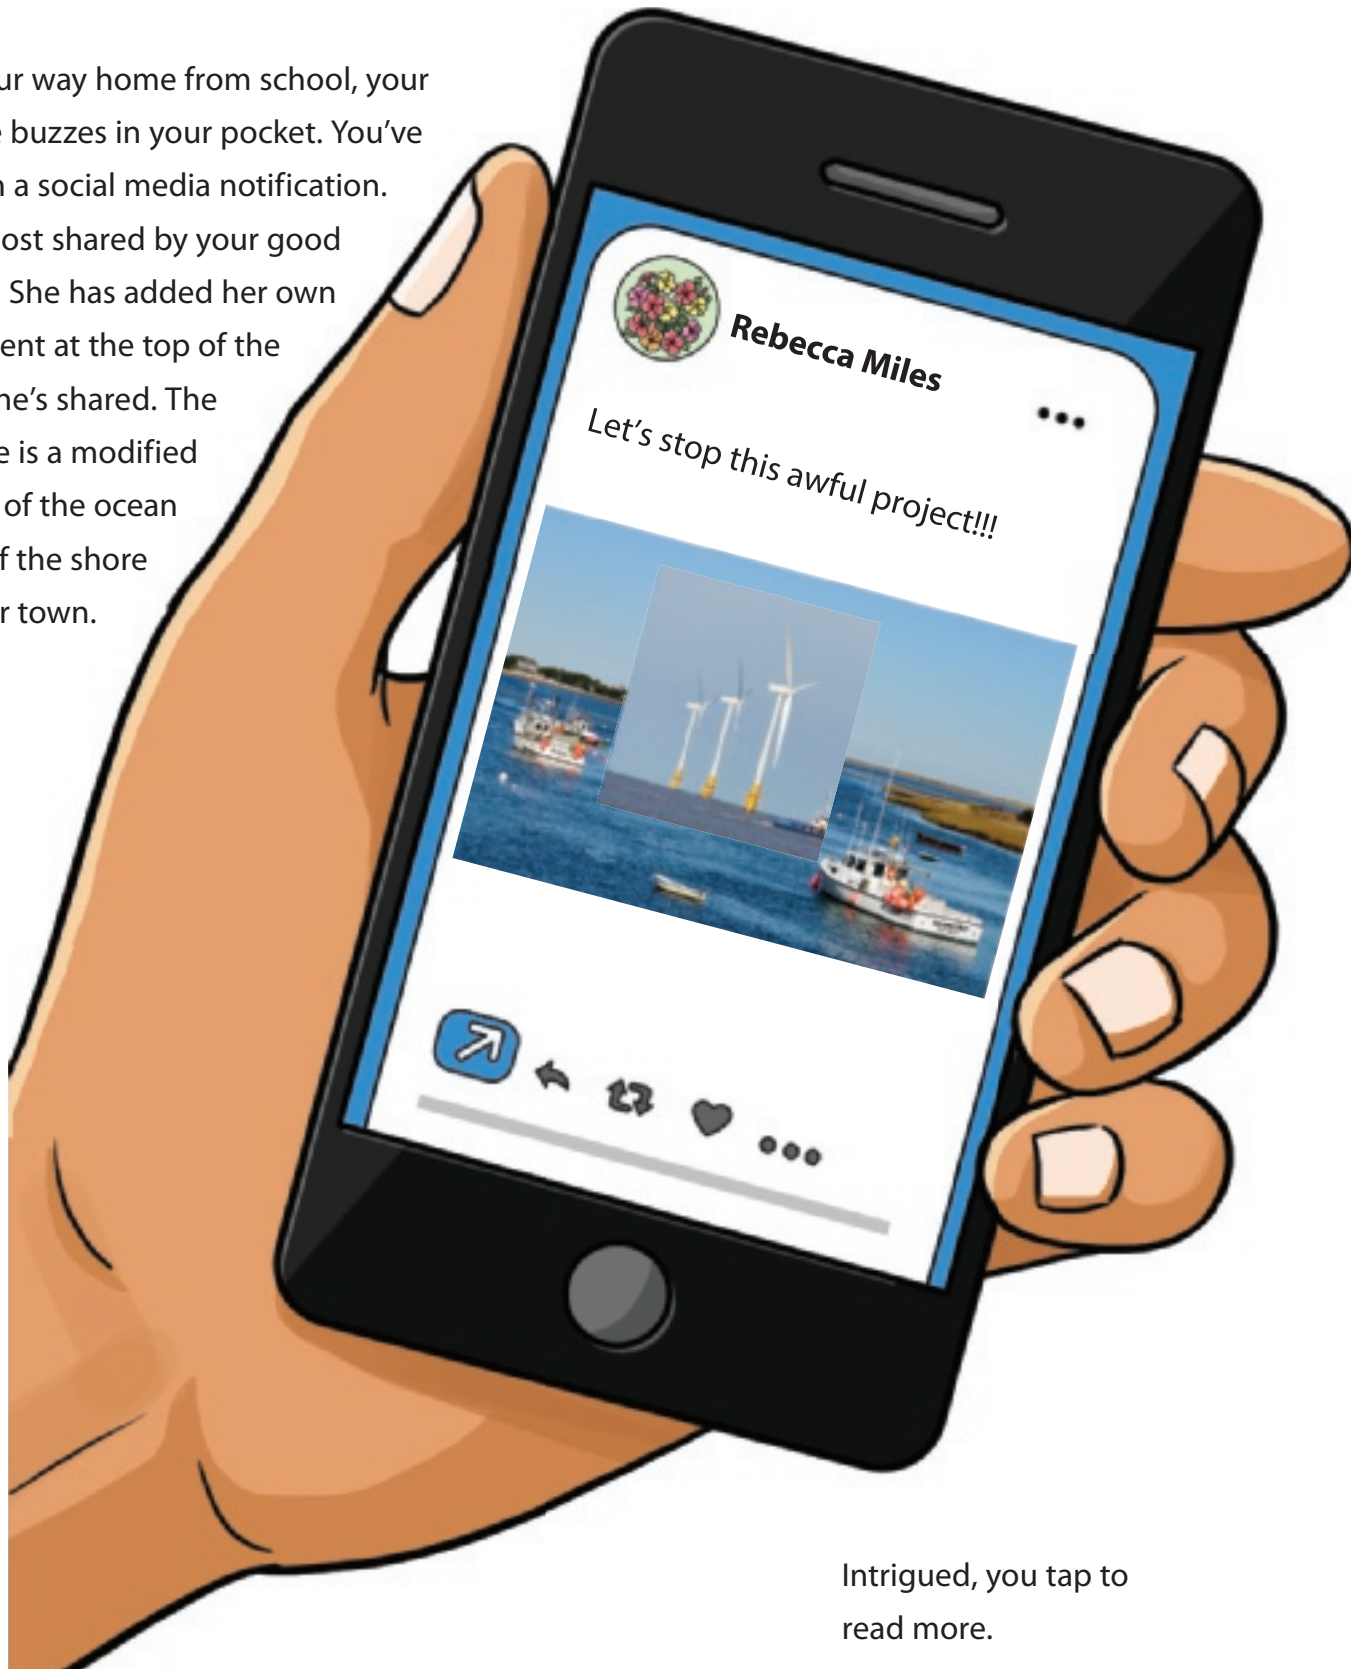 ur way home from school, your
buzzes in your pocket. You've
a social media notification.
ost shared by your good
She has added her own
ent at the top of the
he's shared. The
e is a modified
of the ocean
f the shore
r town.
Rebecca Miles
Let's stop this awful project!!!
Intrigued, you tap to
read more.